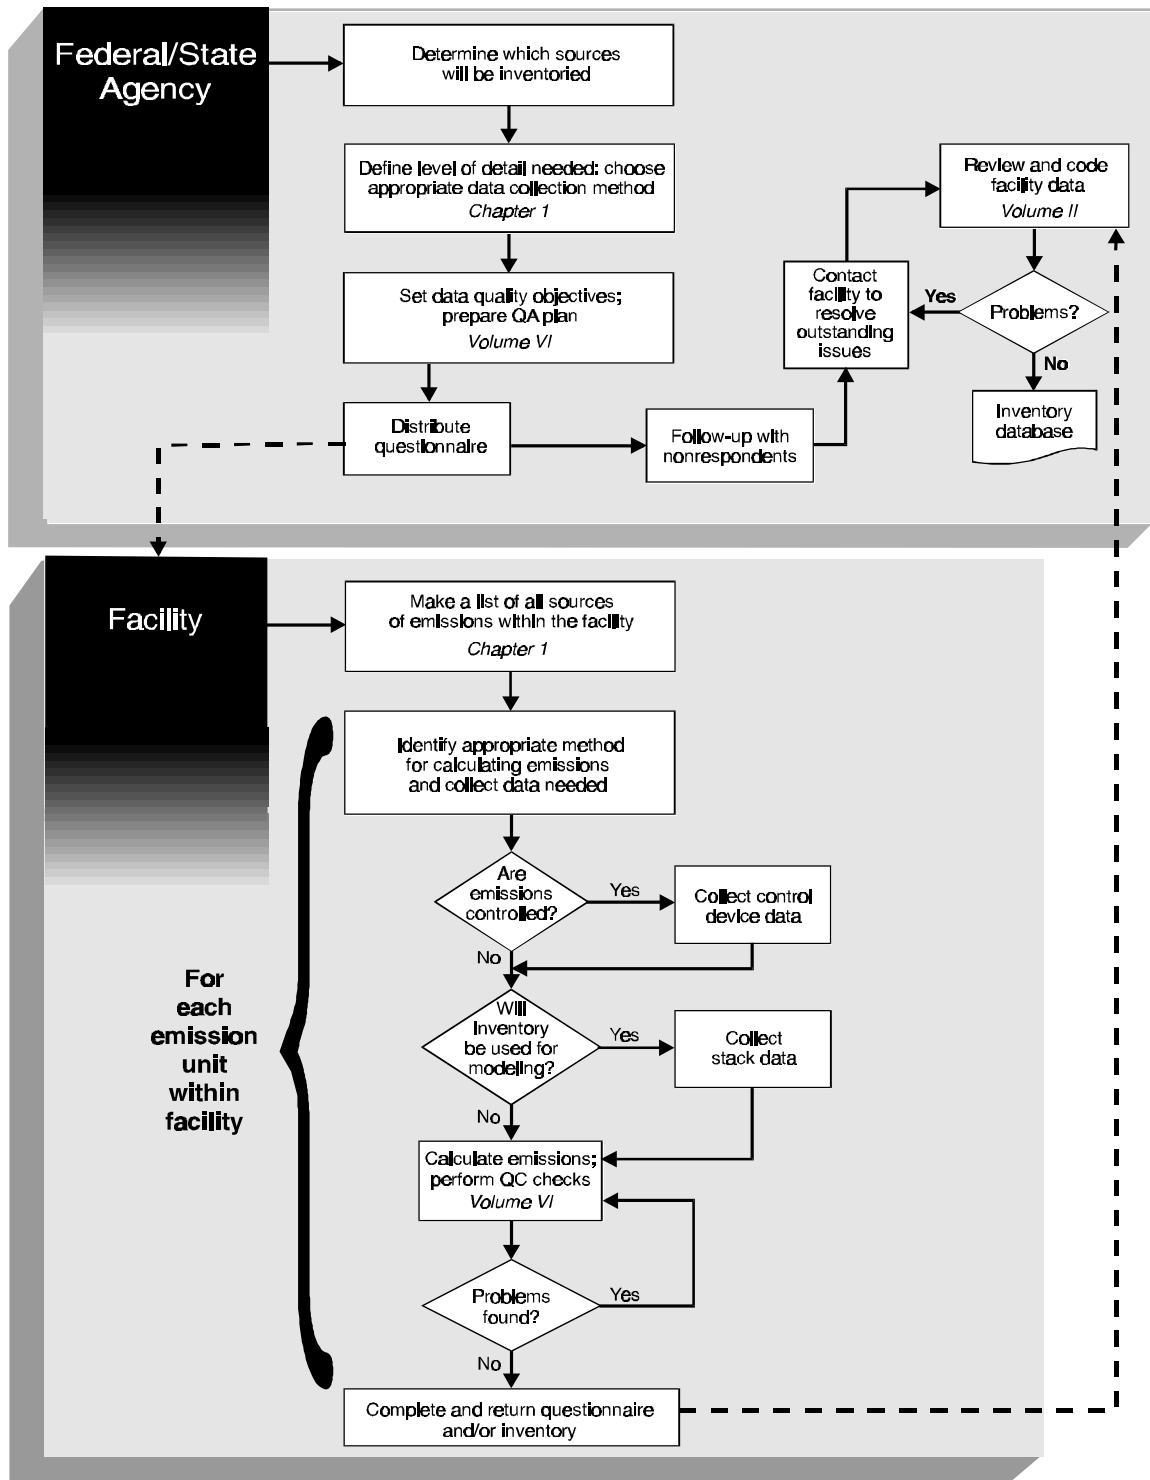 Federal/State
Agency
Determine which sources
will be inventoried
Define level of detail needed: choose
appropriate data collection method
Chapter 1
Set data quality objectives;
prepare QA plan
Volume VI
Distribute
questionnaire
Follow-up with
nonrespondents
Contact
facility to
resolve
outstanding
issues
Review and code
facility data
Volume II
Yes
Problems?
No
Inventory
database
Facility
Make a list of all sources
of emissions within the facility
Chapter 1
Identify appropriate method
for calculating emissions
and collect data needed
Are
emissions
controlled?
Yes
Collect control
device data
No
For
each
emission
unit
within
facility
Will
Inventory
be used for
modeling?
Yes
Collect
stack data
No
Calculate emissions;
perform QC checks
Volume VI
Problems
found?
Yes
No
Complete and return questionnaire
and/or inventory